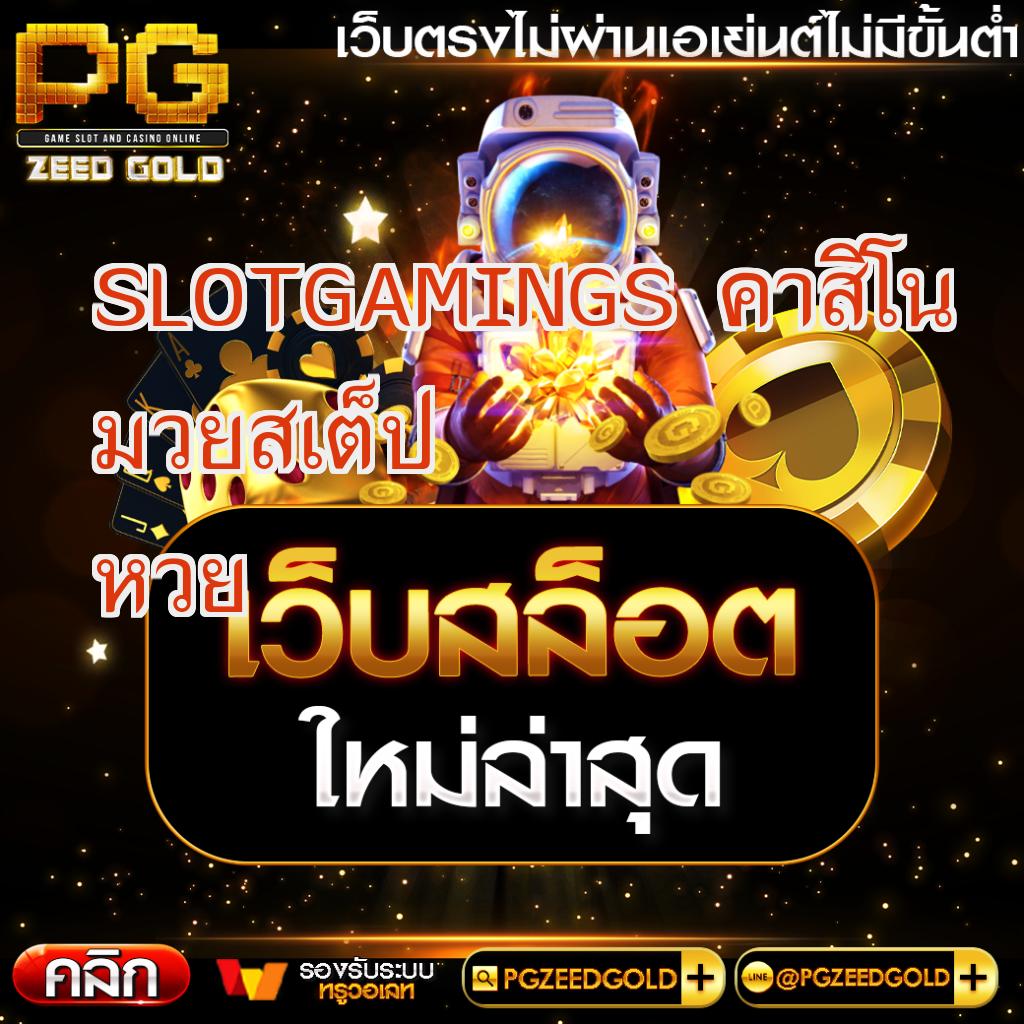 เว็บตรงไม่ผ่านเอเย่นต์ไม่มีขั้นต่ำ
PG
GAME SLOT AND CASINO ONLINE
ZEED GOLD
SLOTGAMINGS คาสิโน
มวยสเต็ป
หวย
เว็บสล็อต
ใหม่ล่าสุด
คลิก
รองรับระบบ
ทรูวอเลท
PGZEEDGOLD +
LINE @PGZEEDGOLD +